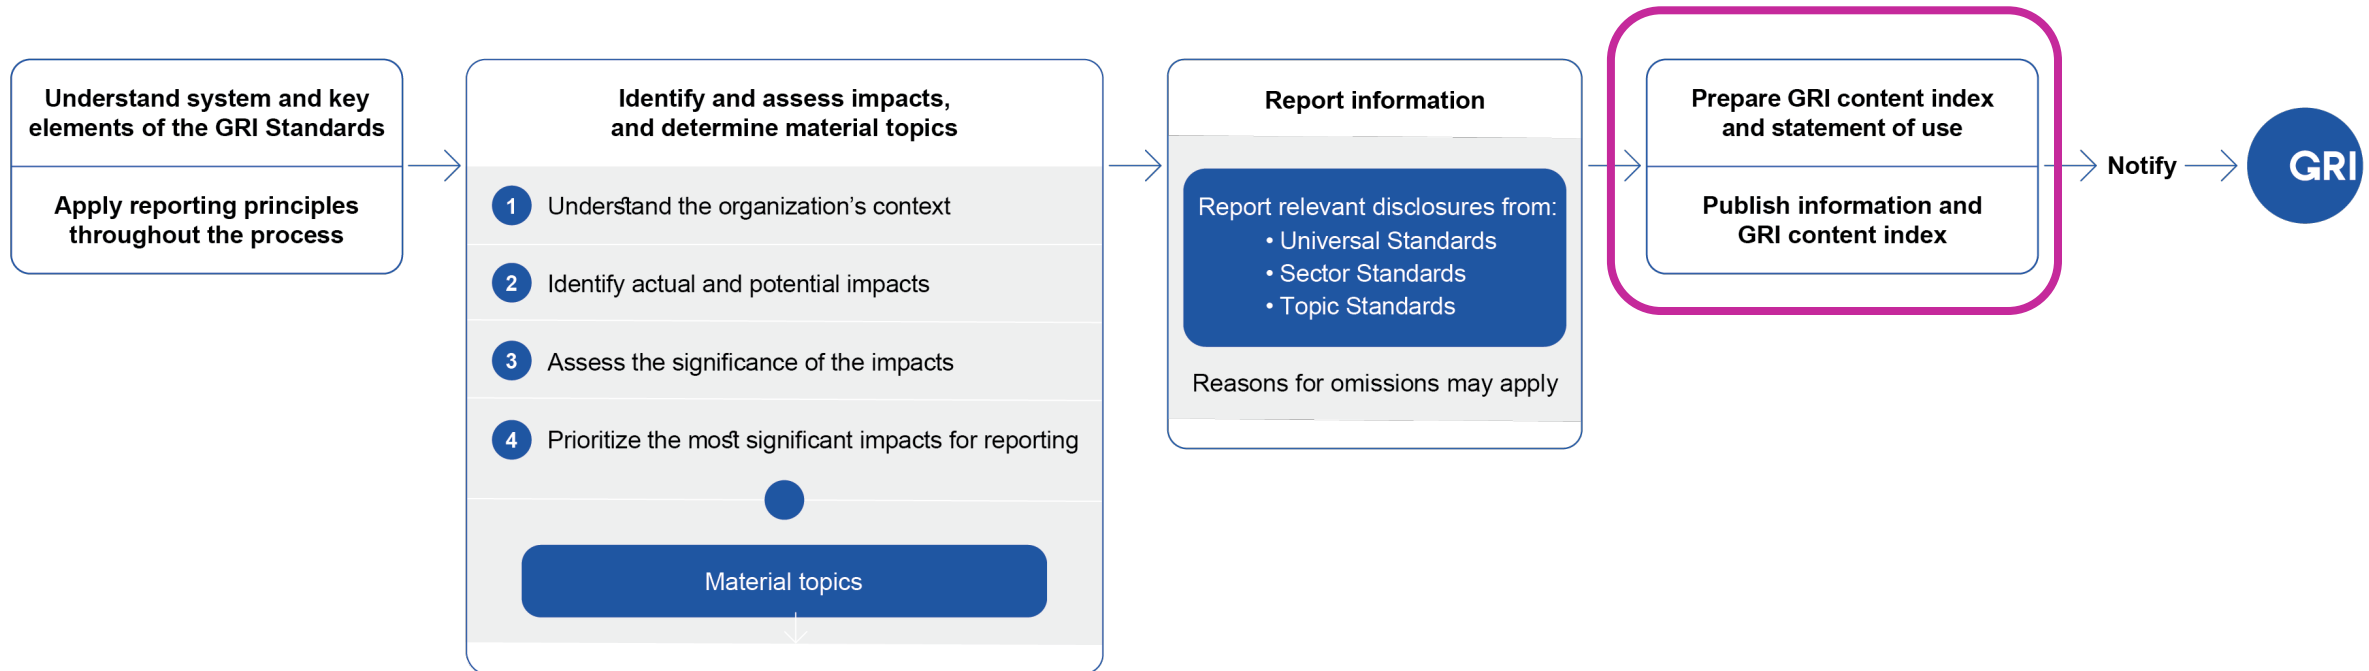 Understand system and key
elements of the GRI Standards
Apply reporting principles
throughout the process
Identify and assess impacts,
and determine material topics
1 Understand the organization's context
2 Identify actual and potential impacts
3 Assess the significance of the impacts
4 Prioritize the most significant impacts for reporting
Material topics
Report information
Report relevant disclosures from:
• Universal Standards
• Sector Standards
• Topic Standards
Reasons for omissions may apply
Prepare GRI content index
and statement of use
Publish information and
GRI content index
Notify
GRI